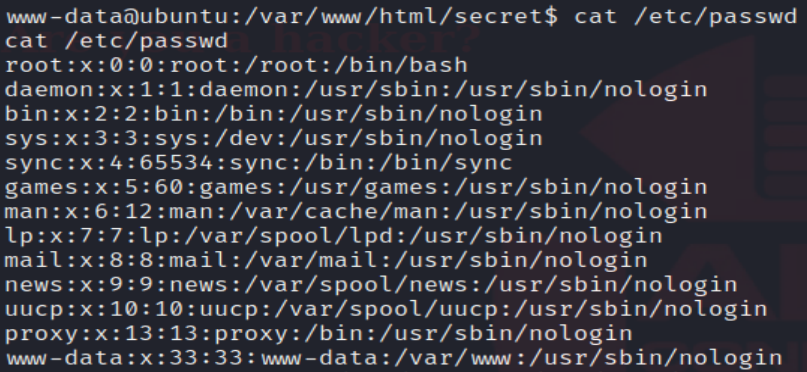 www-data@ubuntu:/var/www/html/secret$ cat /etc/passwd
cat /etc/passwd
root:x:0:0:root:/root:/bin/bash
daemon:x:1:1:daemon:/usr/sbin:/usr/sbin/nologin
bin:x:2:2:bin:/bin:/usr/sbin/nologin
sys:x:3:3:sys:/dev:/usr/sbin/nologin
sync:x:4:65534:sync:/bin:/bin/sync
games:x:5:60:games:/usr/games:/usr/sbin/nologin
man:x:6:12:man:/var/cache/man:/usr/sbin/nologin
lp:x:7:7:lp:/var/spool/lpd:/usr/sbin/nologin
mail:x:8:8:mail:/var/mail:/usr/sbin/nologin
news:x:9:9:news:/var/spool/news:/usr/sbin/nologin
uucp:x:10:10:uucp:/var/spool/uucp:/usr/sbin/nologin
proxy:x:13:13:proxy:/bin:/usr/sbin/nologin
www-data:x:33:33:www-data:/var/www:/usr/sbin/nologin
a hacker?